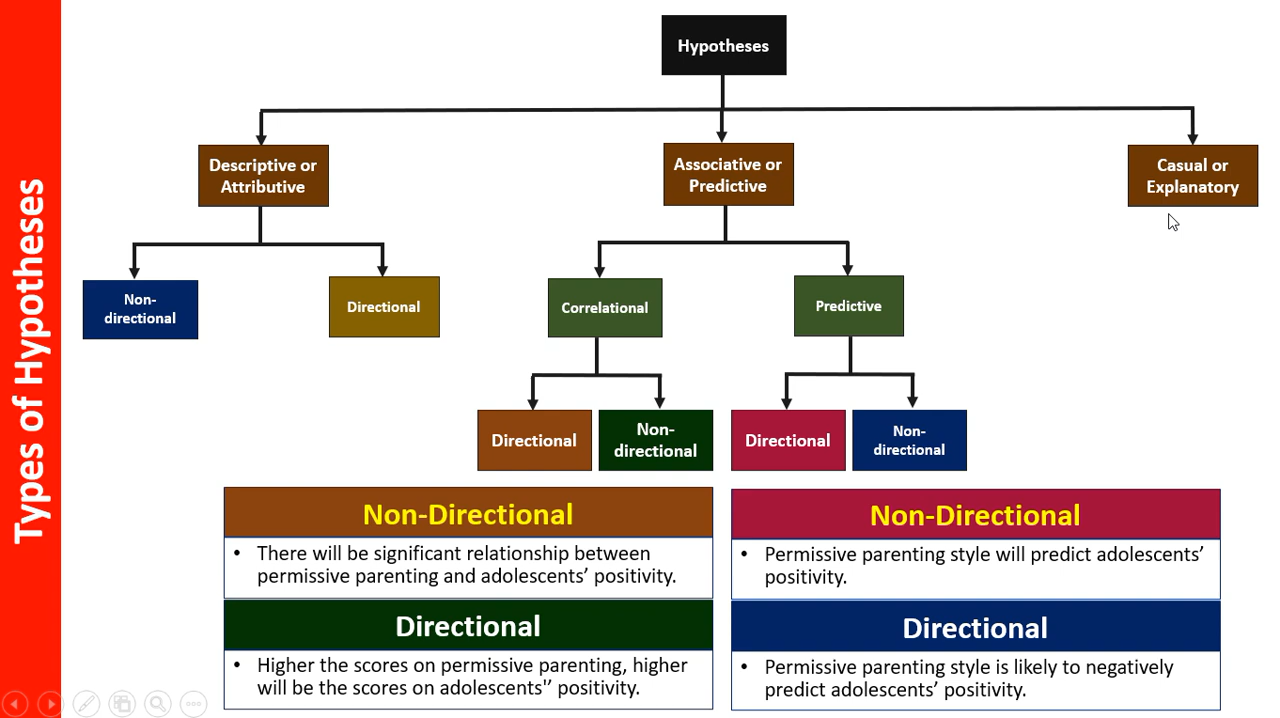 Types of Hypotheses
Hypotheses
Descriptive or
Attributive
Associative or
Predictive
Casual or
Explanatory
Non-
directional
Directional
Correlational
Predictive
Directional
Non-
directional
Directional
Non-
directional
Non-Directional
• There will be significant relationship between
permissive parenting and adolescents’ positivity.
Directional
• Higher the scores on permissive parenting, higher
will be the scores on adolescents'’ positivity.
Non-Directional
• Permissive parenting style will predict adolescents’
positivity.
Directional
• Permissive parenting style is likely to negatively
predict adolescents’ positivity.